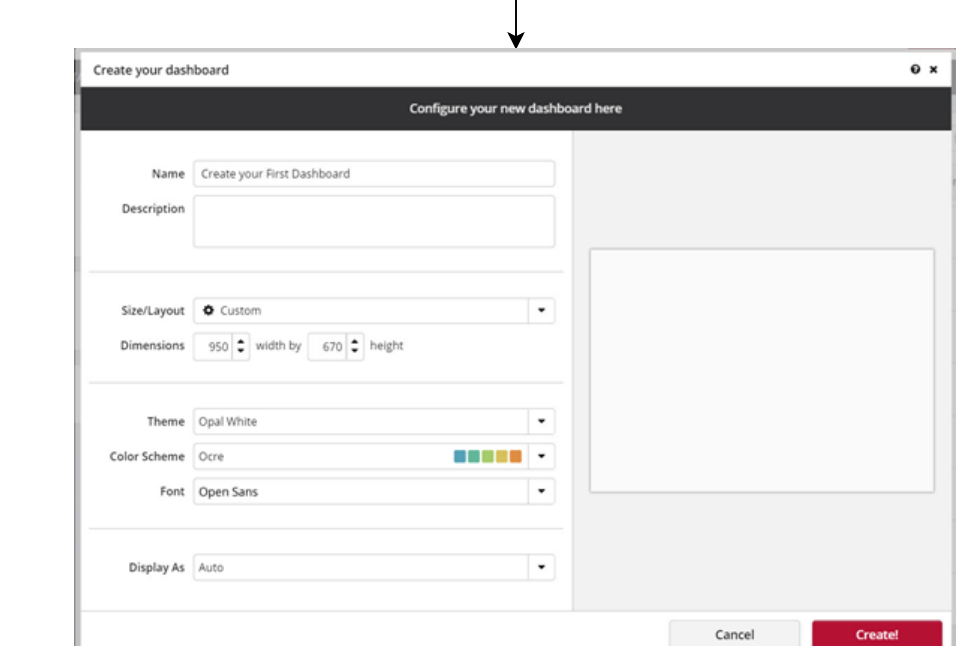 Create your dashboard
Configure your new dashboard here
Name Create your First Dashboard
Description
Size/Layout Custom
Dimensions 950 width by 670 height
Theme Opal White
Color Scheme Ocre
Font Open Sans
Display As Auto
Cancel Create!